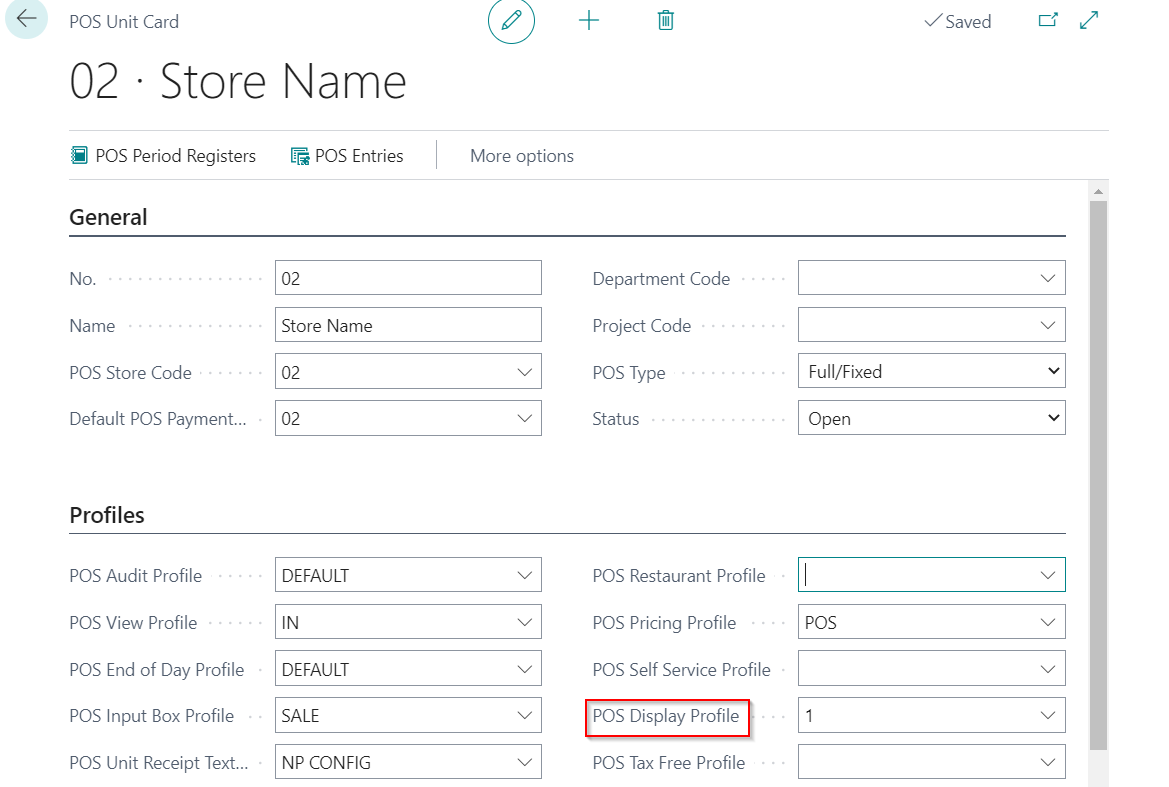 POS Unit Card
Saved
02 · Store Name
POS Period Registers
POS Entries
More options
General
No.
02
Name
Store Name
POS Store Code
02
Default POS Payment...
02
Department Code
Project Code
POS Type
Full/Fixed
Status
Open
Profiles
POS Audit Profile
DEFAULT
POS View Profile
IN
POS End of Day Profile
DEFAULT
POS Input Box Profile
SALE
POS Unit Receipt Text...
NP CONFIG
POS Restaurant Profile
POS Pricing Profile
POS
POS Self Service Profile
POS Display Profile
1
POS Tax Free Profile